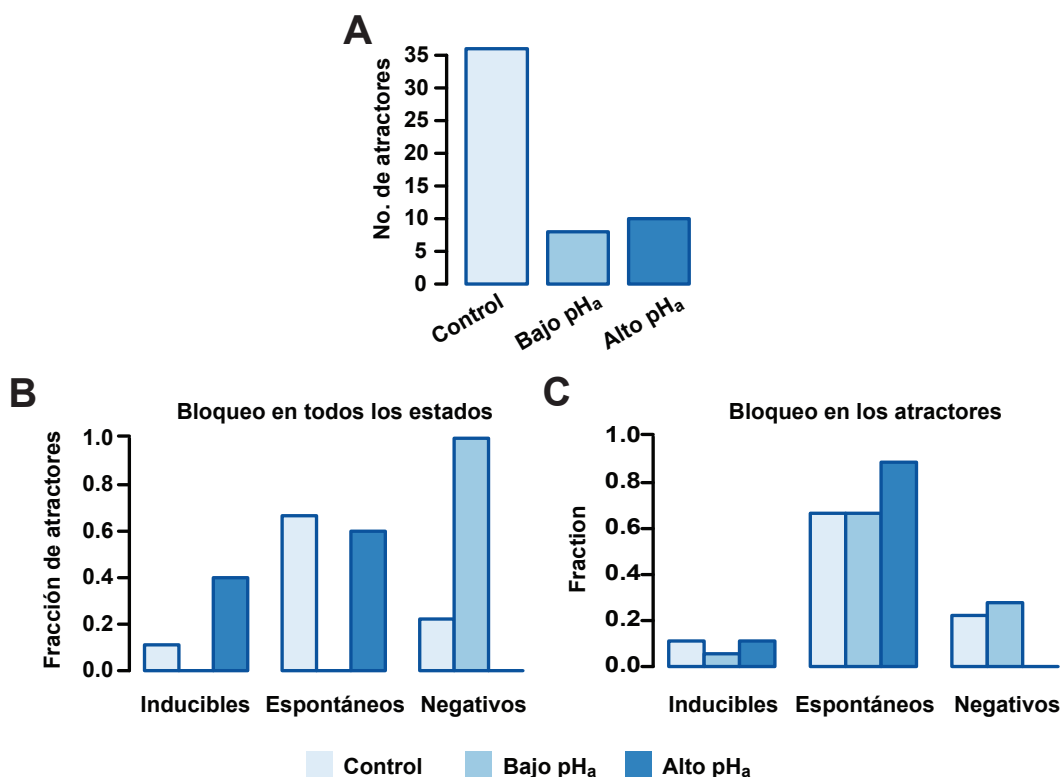 A
No. de atractores
35
30
25
20
15
10
5
0
Control
Bajo pHa
Alto pHa
B
Bloqueo en todos los estados
Fracción de atractores
1.0
0.8
0.6
0.4
0.2
0.0
Inducibles
Espontáneos
Negativos
C
Bloqueo en los atractores
Fraction
1.0
0.8
0.6
0.4
0.2
0.0
Inducibles
Espontáneos
Negativos
Control
Bajo pHa
Alto pHa